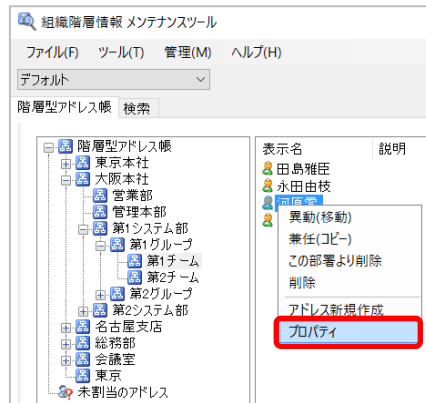 組織階層情報 メンテナンスツール
ファイル(F) ツール(T) 管理(M) ヘルプ(H)
デフォルト
階層型アドレス帳 検索
階層型アドレス帳
東京本社
大阪本社
営業部
管理本部
第1システム部
第1グループ
第1チーム
第2チーム
第2グループ
第2システム部
名古屋支店
総務部
会議室
東京
未割当のアドレス
表示名 説明
田島雅臣
永田由枝
異動(移動)
兼任(コピー)
この部署より削除
削除
アドレス新規作成
プロパティ